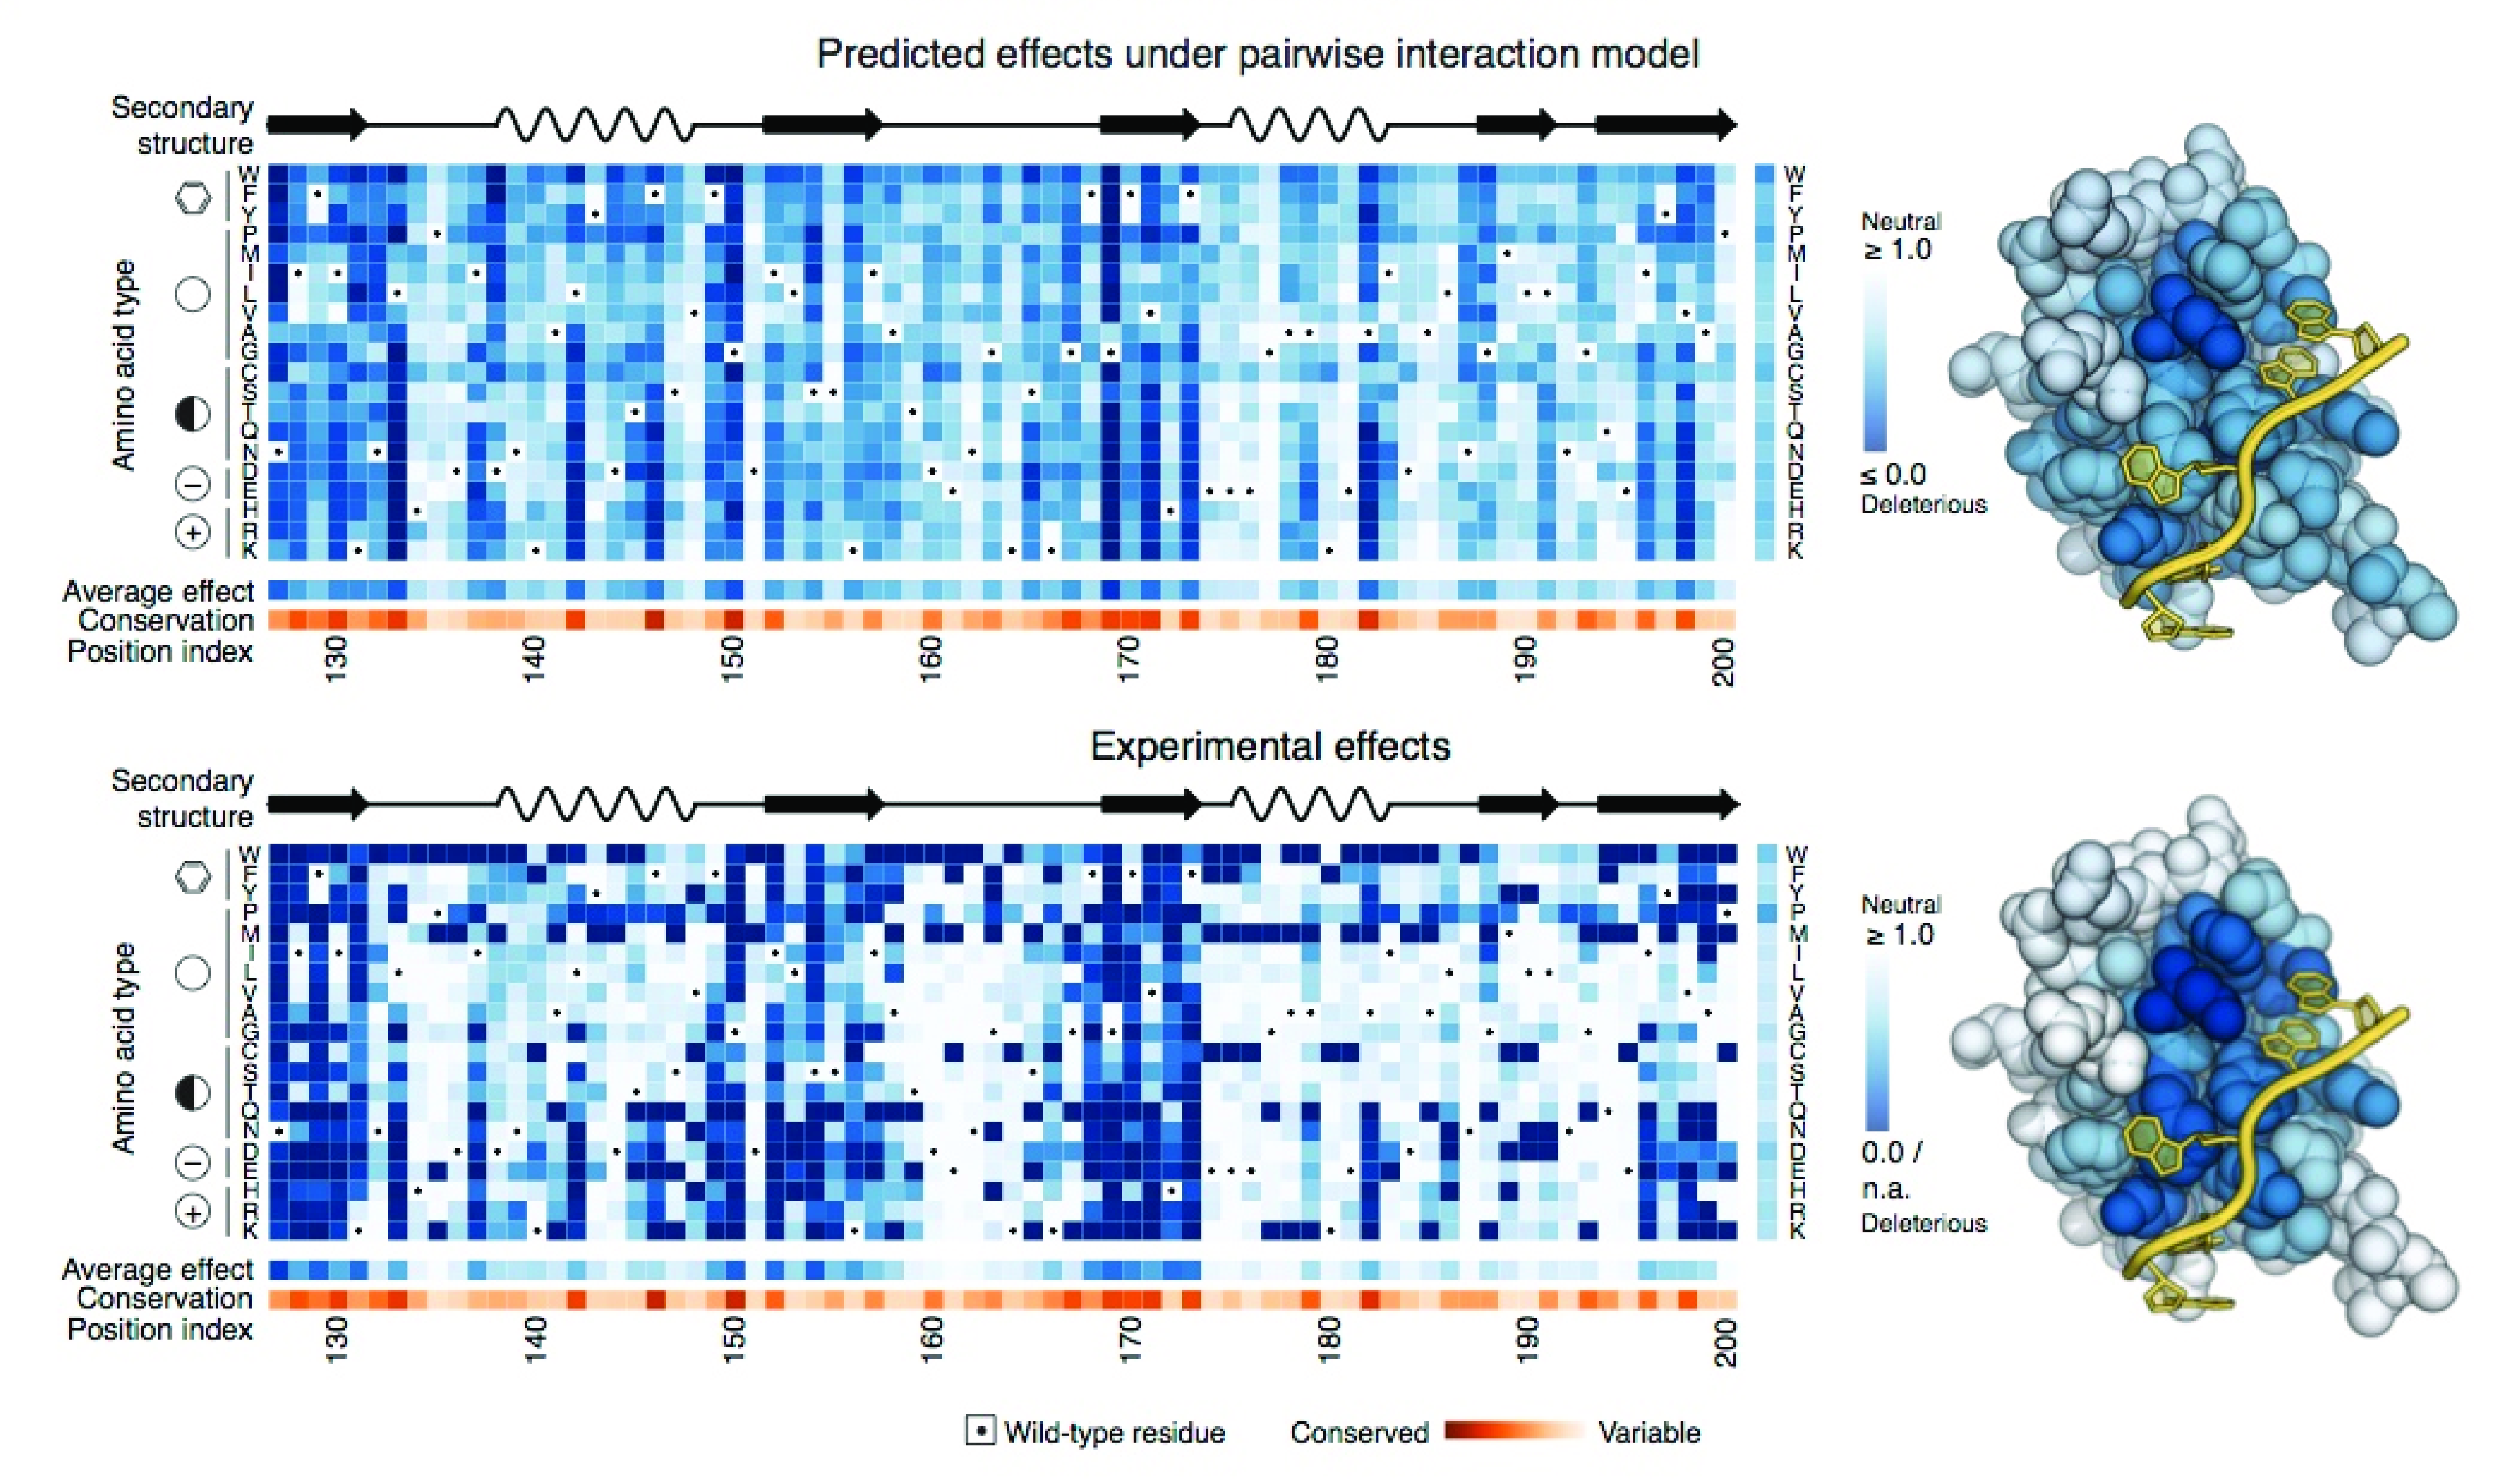 Predicted effects under pairwise interaction model
Secondary
structure
Amino acid type
W
F
Y
P
M
I
L
V
A
G
C
S
T
Q
N
D
E
H
R
K
−
+
W
F
Y
P
M
I
L
V
A
G
C
S
T
Q
N
D
E
H
R
K
Neutral
≥ 1.0
≤ 0.0
Deleterious
Average effect
Conservation
Position index
130 140 150 160 170 180 190 200
Experimental effects
Secondary
structure
Amino acid type
W
F
Y
P
M
I
L
V
A
G
C
S
T
Q
N
D
E
H
R
K
−
+
W
F
Y
P
M
I
L
V
A
G
C
S
T
Q
N
D
E
H
R
K
Neutral
≥ 1.0
0.0 /
n.a.
Deleterious
Average effect
Conservation
Position index
130 140 150 160 170 180 190 200
Wild-type residue Conserved Variable